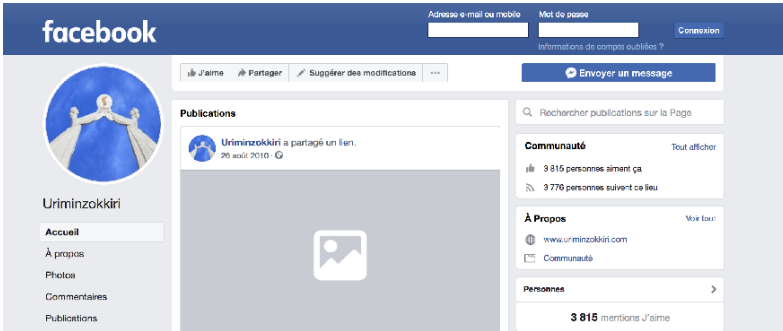 facebook
Adresse e-mail ou mobile
Mot de passe
Connexion
Informations de compte oubliées ?
J'aime
Partager
Suggérer des modifications
Envoyer un message
Uriminzokkiri
Accueil
À propos
Photos
Commentaires
Publications
Publications
Uriminzokkiri a partagé un lien.
26 août 2010 ·
Rechercher publications sur la Page
Communauté
Tout afficher
3 815 personnes aiment ça
3 776 personnes suivent ce lieu
À Propos
Voir tout
www.uriminzokkiri.com
Communauté
Personnes
3 815 mentions J'aime